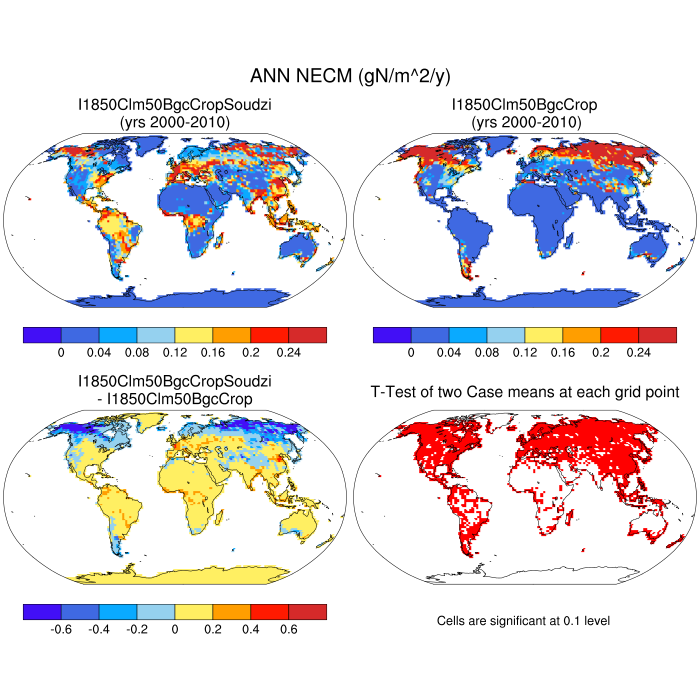 ANN NECM (gN/m^2/y)
I1850Clm50BgcCropSoudzi
(yrs 2000-2010)
I1850Clm50BgcCrop
(yrs 2000-2010)
0 0.04 0.08 0.12 0.16 0.2 0.24
0 0.04 0.08 0.12 0.16 0.2 0.24
I1850Clm50BgcCropSoudzi
- I1850Clm50BgcCrop
T-Test of two Case means at each grid point
-0.6 -0.4 -0.2 0 0.2 0.4 0.6
Cells are significant at 0.1 level